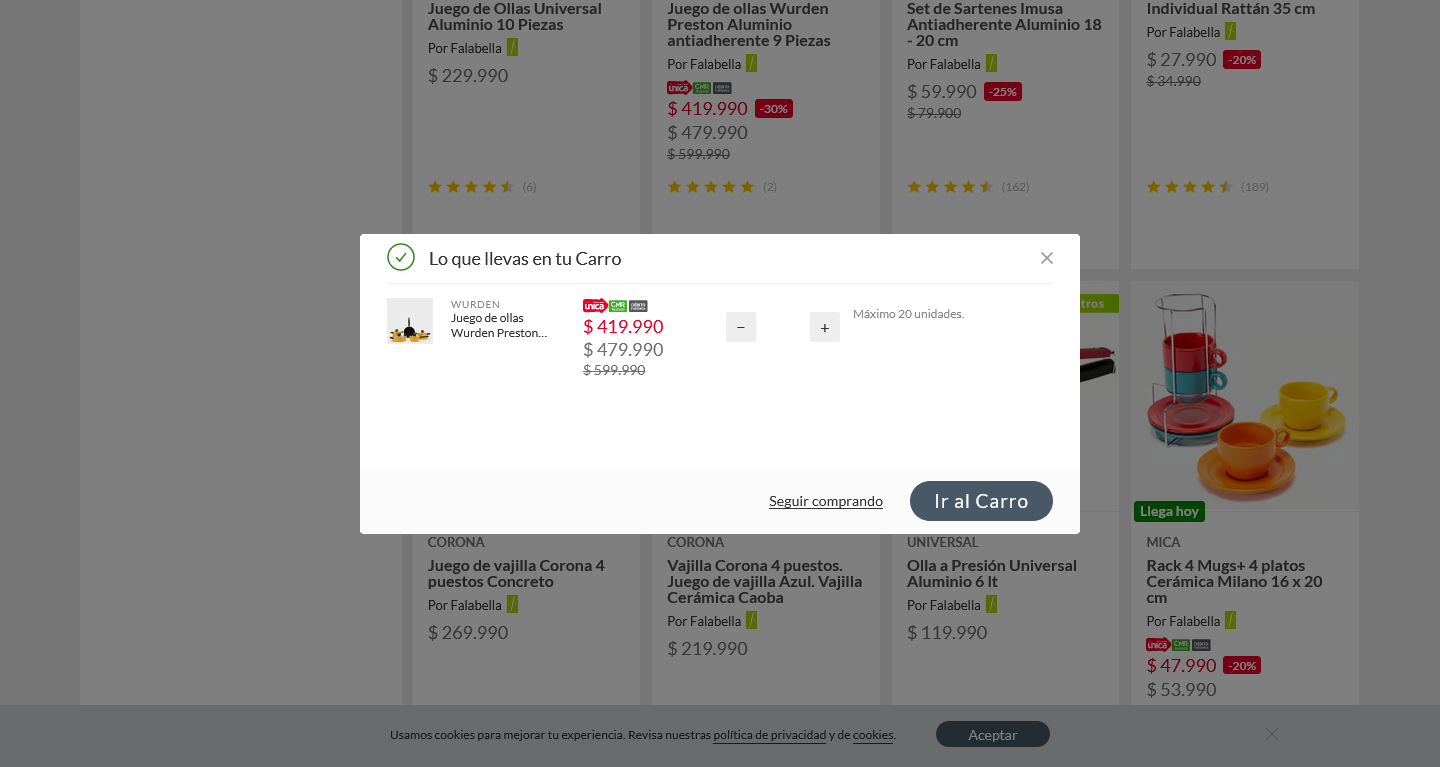 Juego de Ollas Universal
Aluminio 10 Piezas
Por Falabella
$ 229.990
(6)
Juego de ollas Wurden
Preston Aluminio
antiadherente 9 Piezas
Por Falabella
única CMR
$ 419.990 -30%
$ 479.990
$ 599.990
(2)
Set de Sartenes Imusa
Antiadherente Aluminio 18
- 20 cm
Por Falabella
$ 59.990 -25%
$ 79.900
(162)
Individual Rattán 35 cm
Por Falabella
$ 27.990 -20%
$ 34.990
(189)
Lo que llevas en tu Carro
WURDEN
Juego de ollas
Wurden Preston...
única CMR
$ 419.990
$ 479.990
$ 599.990
−
+
Máximo 20 unidades.
Seguir comprando
Ir al Carro
tros
Llega hoy
CORONA
Juego de vajilla Corona 4
puestos Concreto
Por Falabella
$ 269.990
CORONA
Vajilla Corona 4 puestos.
Juego de vajilla Azul. Vajilla
Cerámica Caoba
Por Falabella
$ 219.990
UNIVERSAL
Olla a Presión Universal
Aluminio 6 lt
Por Falabella
$ 119.990
MICA
Rack 4 Mugs+ 4 platos
Cerámica Milano 16 x 20
cm
Por Falabella
única CMR
$ 47.990 -20%
$ 53.990
Usamos cookies para mejorar tu experiencia. Revisa nuestras política de privacidad y de cookies.
Aceptar